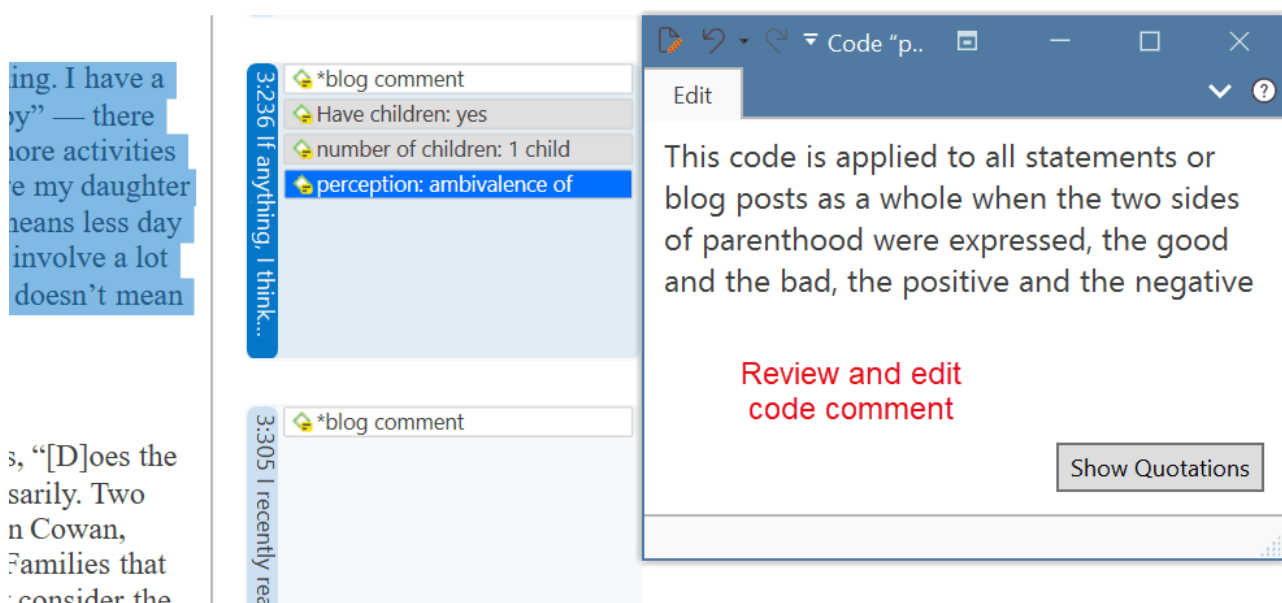 ing. I have a
by” — there
more activities
e my daughter
means less day
involve a lot
doesn’t mean
s, “[D]oes the
sarily. Two
n Cowan,
Families that
consider the
3:236 If anything, I think...
*blog comment
Have children: yes
number of children: 1 child
perception: ambivalence of
3:305 I recently rea
*blog comment
Code “p..
Edit
This code is applied to all statements or
blog posts as a whole when the two sides
of parenthood were expressed, the good
and the bad, the positive and the negative
Review and edit
code comment
Show Quotations